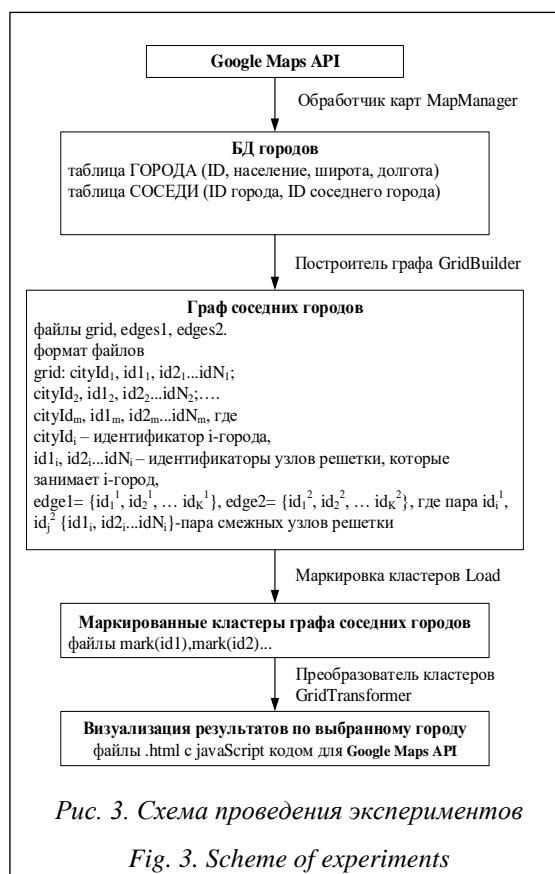 Google Maps API
Обработчик карт MapManager
БД городов
таблица ГОРОДА (ID, население, широта, долгота)
таблица СОСЕДИ (ID города, ID соседнего города)
Построитель графа GridBuilder
Граф соседних городов
файлы grid, edges1, edges2.
формат файлов
grid: cityId₁, id1₁, id2₁...idN₁;
cityId₂, id1₂, id2₂...idN₂;….
cityIdₘ, id1ₘ, id2ₘ...idNₘ, где
cityIdᵢ – идентификатор i-города,
id1ᵢ, id2ᵢ...idNᵢ – идентификаторы узлов решетки, которые
занимает i-город,
edge1= {id₁¹, id₂¹, … id_K¹}, edge2= {id₁², id₂², … id_K²}, где пара idᵢ¹,
idⱼ² {id1ᵢ, id2ᵢ...idNᵢ}-пара смежных узлов решетки
Маркировка кластеров Load
Маркированные кластеры графа соседних городов
файлы mark(id1),mark(id2)...
Преобразователь кластеров
GridTransformer
Визуализация результатов по выбранному городу
файлы .html с javaScript кодом для Google Maps API
Рис. 3. Схема проведения экспериментов
Fig. 3. Scheme of experiments